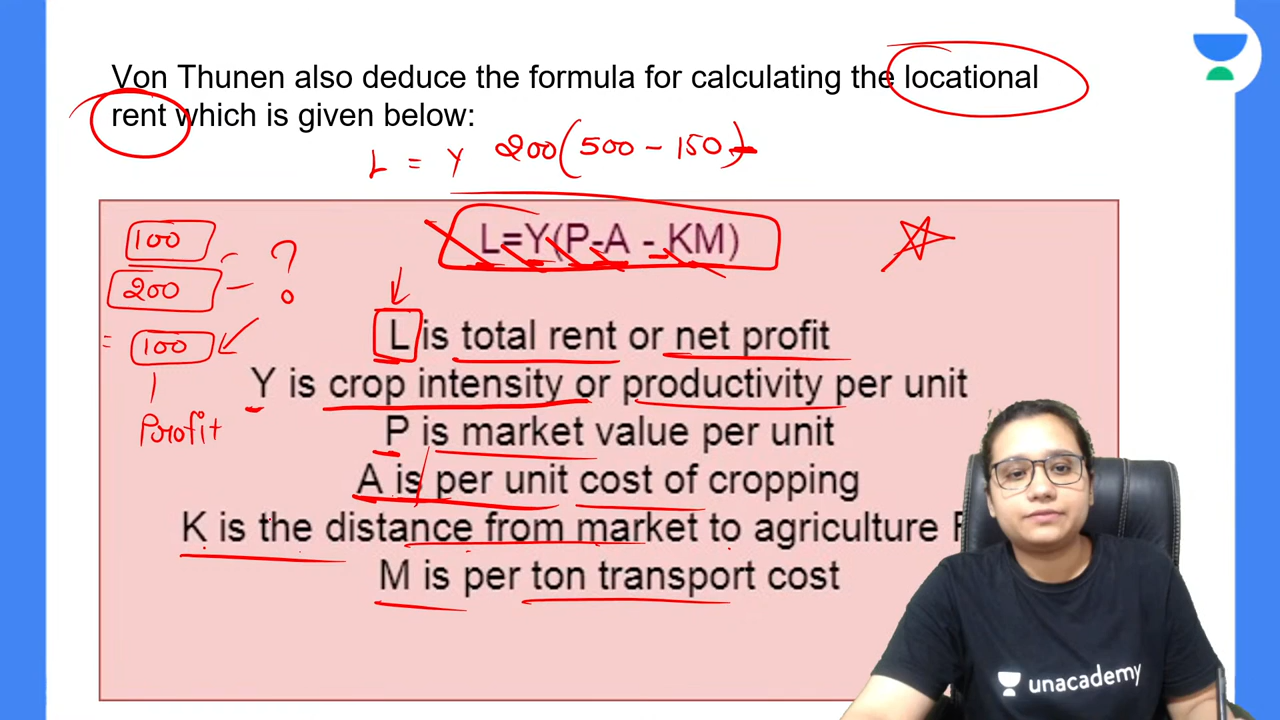 Von Thunen also deduce the formula for calculating the locational
rent which is given below:
L = Y 200(500 - 150)
L=Y(P-A - KM)
100
200 = ?
= 100
Profit
L is total rent or net profit
Y is crop intensity or productivity per unit
P is market value per unit
A is per unit cost of cropping
K is the distance from market to agriculture
M is per ton transport cost
unacademy